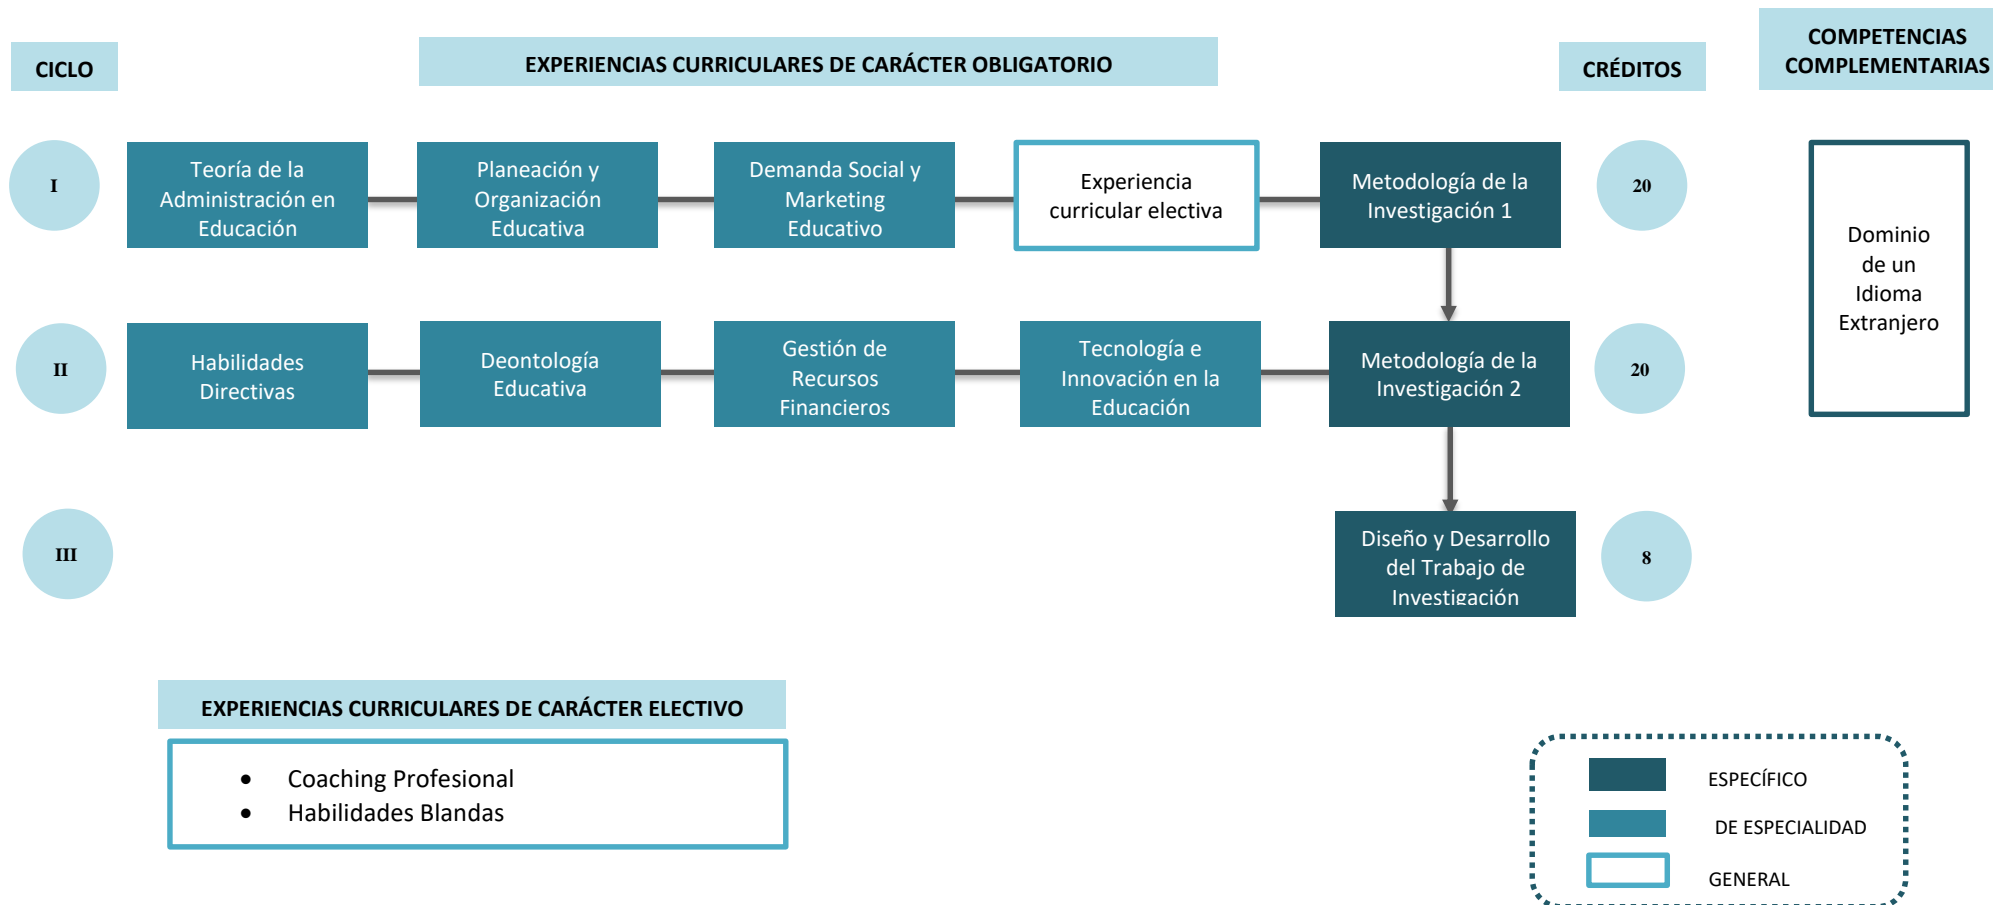 CICLO
EXPERIENCIAS CURRICULARES DE CARÁCTER OBLIGATORIO
CRÉDITOS
COMPETENCIAS
COMPLEMENTARIAS
I
Teoría de la
Administración en
Educación
Planeación y
Organización
Educativa
Demanda Social y
Marketing
Educativo
Experiencia
curricular electiva
Metodología de la
Investigación 1
20
Dominio
de un
Idioma
Extranjero
II
Habilidades
Directivas
Deontología
Educativa
Gestión de
Recursos
Financieros
Tecnología e
Innovación en la
Educación
Metodología de la
Investigación 2
20
III
Diseño y Desarrollo
del Trabajo de
Investigación
8
EXPERIENCIAS CURRICULARES DE CARÁCTER ELECTIVO
• Coaching Profesional
• Habilidades Blandas
ESPECÍFICO
DE ESPECIALIDAD
GENERAL